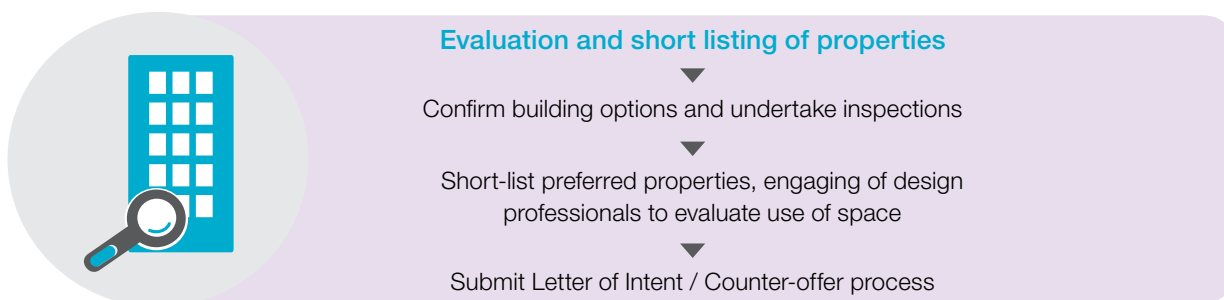 Evaluation and short listing of properties
Confirm building options and undertake inspections
Short-list preferred properties, engaging of design
professionals to evaluate use of space
Submit Letter of Intent / Counter-offer process